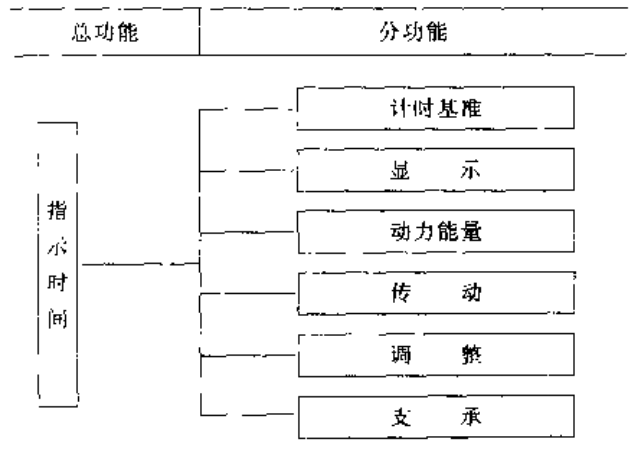 总功能 分功能
计时基准
显 示
动力能量
传 动
调 整
支 承
指示时间